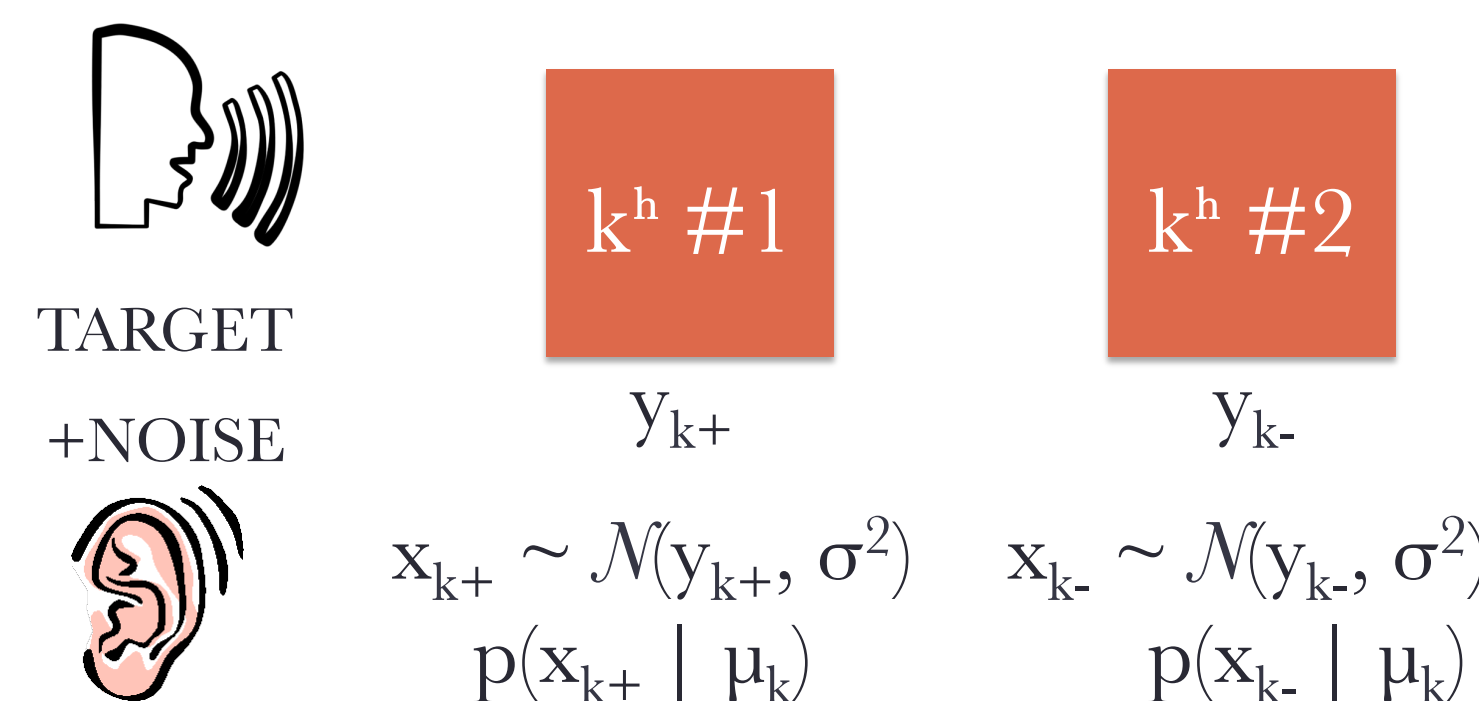 kʰ #1 kʰ #2
TARGET
yₖ₊ yₖ₋
+NOISE
xₖ₊ ~ 𝒩(yₖ₊, σ²) xₖ₋ ~ 𝒩(yₖ₋, σ²)
p(xₖ₊ | μₖ) p(xₖ₋ | μₖ)